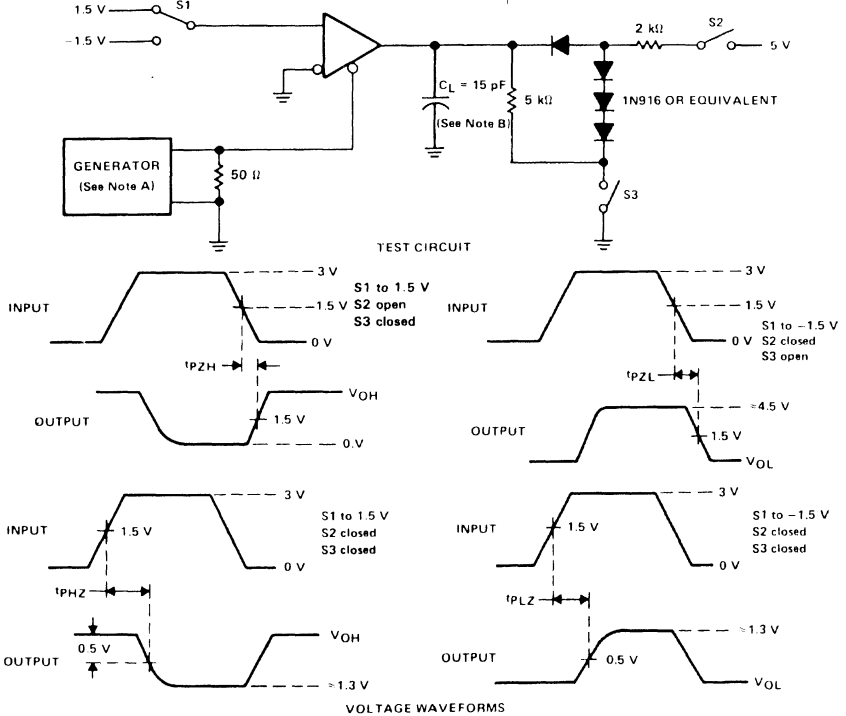 1.5 V
S1
−1.5 V
2 kΩ
S2
5 V
CL = 15 pF
(See Note B)
5 kΩ
1N916 OR EQUIVALENT
GENERATOR
(See Note A)
50 Ω
S3
TEST CIRCUIT
INPUT
3 V
1.5 V
0 V
S1 to 1.5 V
S2 open
S3 closed
tPZH
OUTPUT
VOH
1.5 V
0.V
INPUT
3 V
1.5 V
0 V
S1 to −1.5 V
S2 closed
S3 open
tPZL
OUTPUT
≈4.5 V
1.5 V
VOL
INPUT
3 V
1.5 V
0 V
S1 to 1.5 V
S2 closed
S3 closed
tPHZ
OUTPUT
0.5 V
VOH
≈1.3 V
INPUT
3 V
1.5 V
0 V
S1 to −1.5 V
S2 closed
S3 closed
tPLZ
OUTPUT
≈1.3 V
0.5 V
VOL
VOLTAGE WAVEFORMS